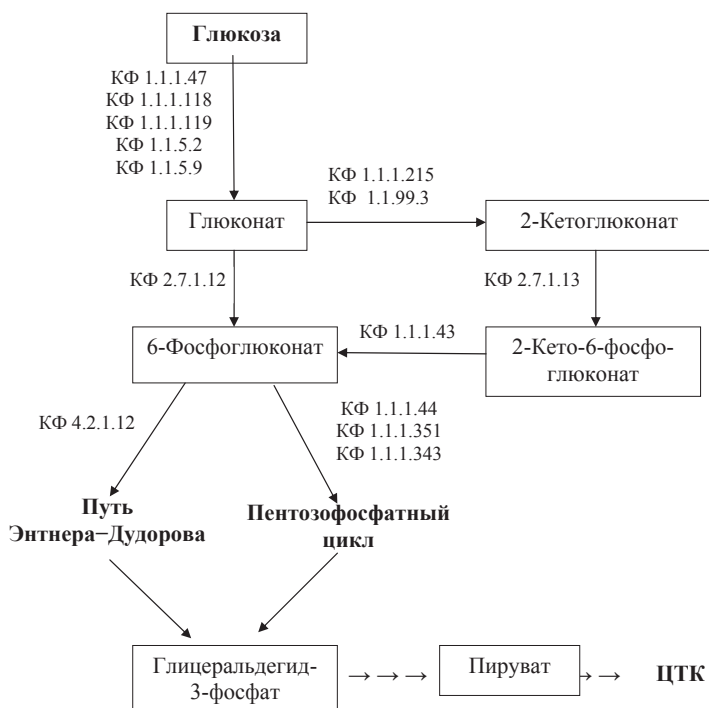 Глюкоза
КФ 1.1.1.47
КФ 1.1.1.118
КФ 1.1.1.119
КФ 1.1.5.2
КФ 1.1.5.9
КФ 1.1.1.215
КФ 1.1.99.3
Глюконат
2-Кетоглюконат
КФ 2.7.1.12
КФ 2.7.1.13
6-Фосфоглюконат
КФ 1.1.1.43
2-Кето-6-фосфо-
глюконат
КФ 4.2.1.12
КФ 1.1.1.44
КФ 1.1.1.351
КФ 1.1.1.343
Путь
Энтнера−Дудорова
Пентозофосфатный
цикл
Глицеральдегид-
3-фосфат
→ → → →
Пируват
→ →
ЦТК